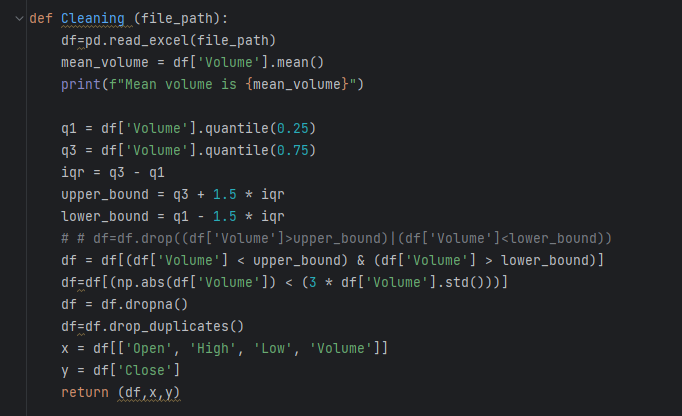 def Cleaning (file_path):
    df=pd.read_excel(file_path)
    mean_volume = df['Volume'].mean()
    print(f"Mean volume is {mean_volume}")

    q1 = df['Volume'].quantile(0.25)
    q3 = df['Volume'].quantile(0.75)
    iqr = q3 - q1
    upper_bound = q3 + 1.5 * iqr
    lower_bound = q1 - 1.5 * iqr
    # # df=df.drop((df['Volume']>upper_bound)|(df['Volume']<lower_bound))
    df = df[(df['Volume'] < upper_bound) & (df['Volume'] > lower_bound)]
    df=df[(np.abs(df['Volume']) < (3 * df['Volume'].std()))]
    df = df.dropna()
    df=df.drop_duplicates()
    x = df[['Open', 'High', 'Low', 'Volume']]
    y = df['Close']
    return (df,x,y)